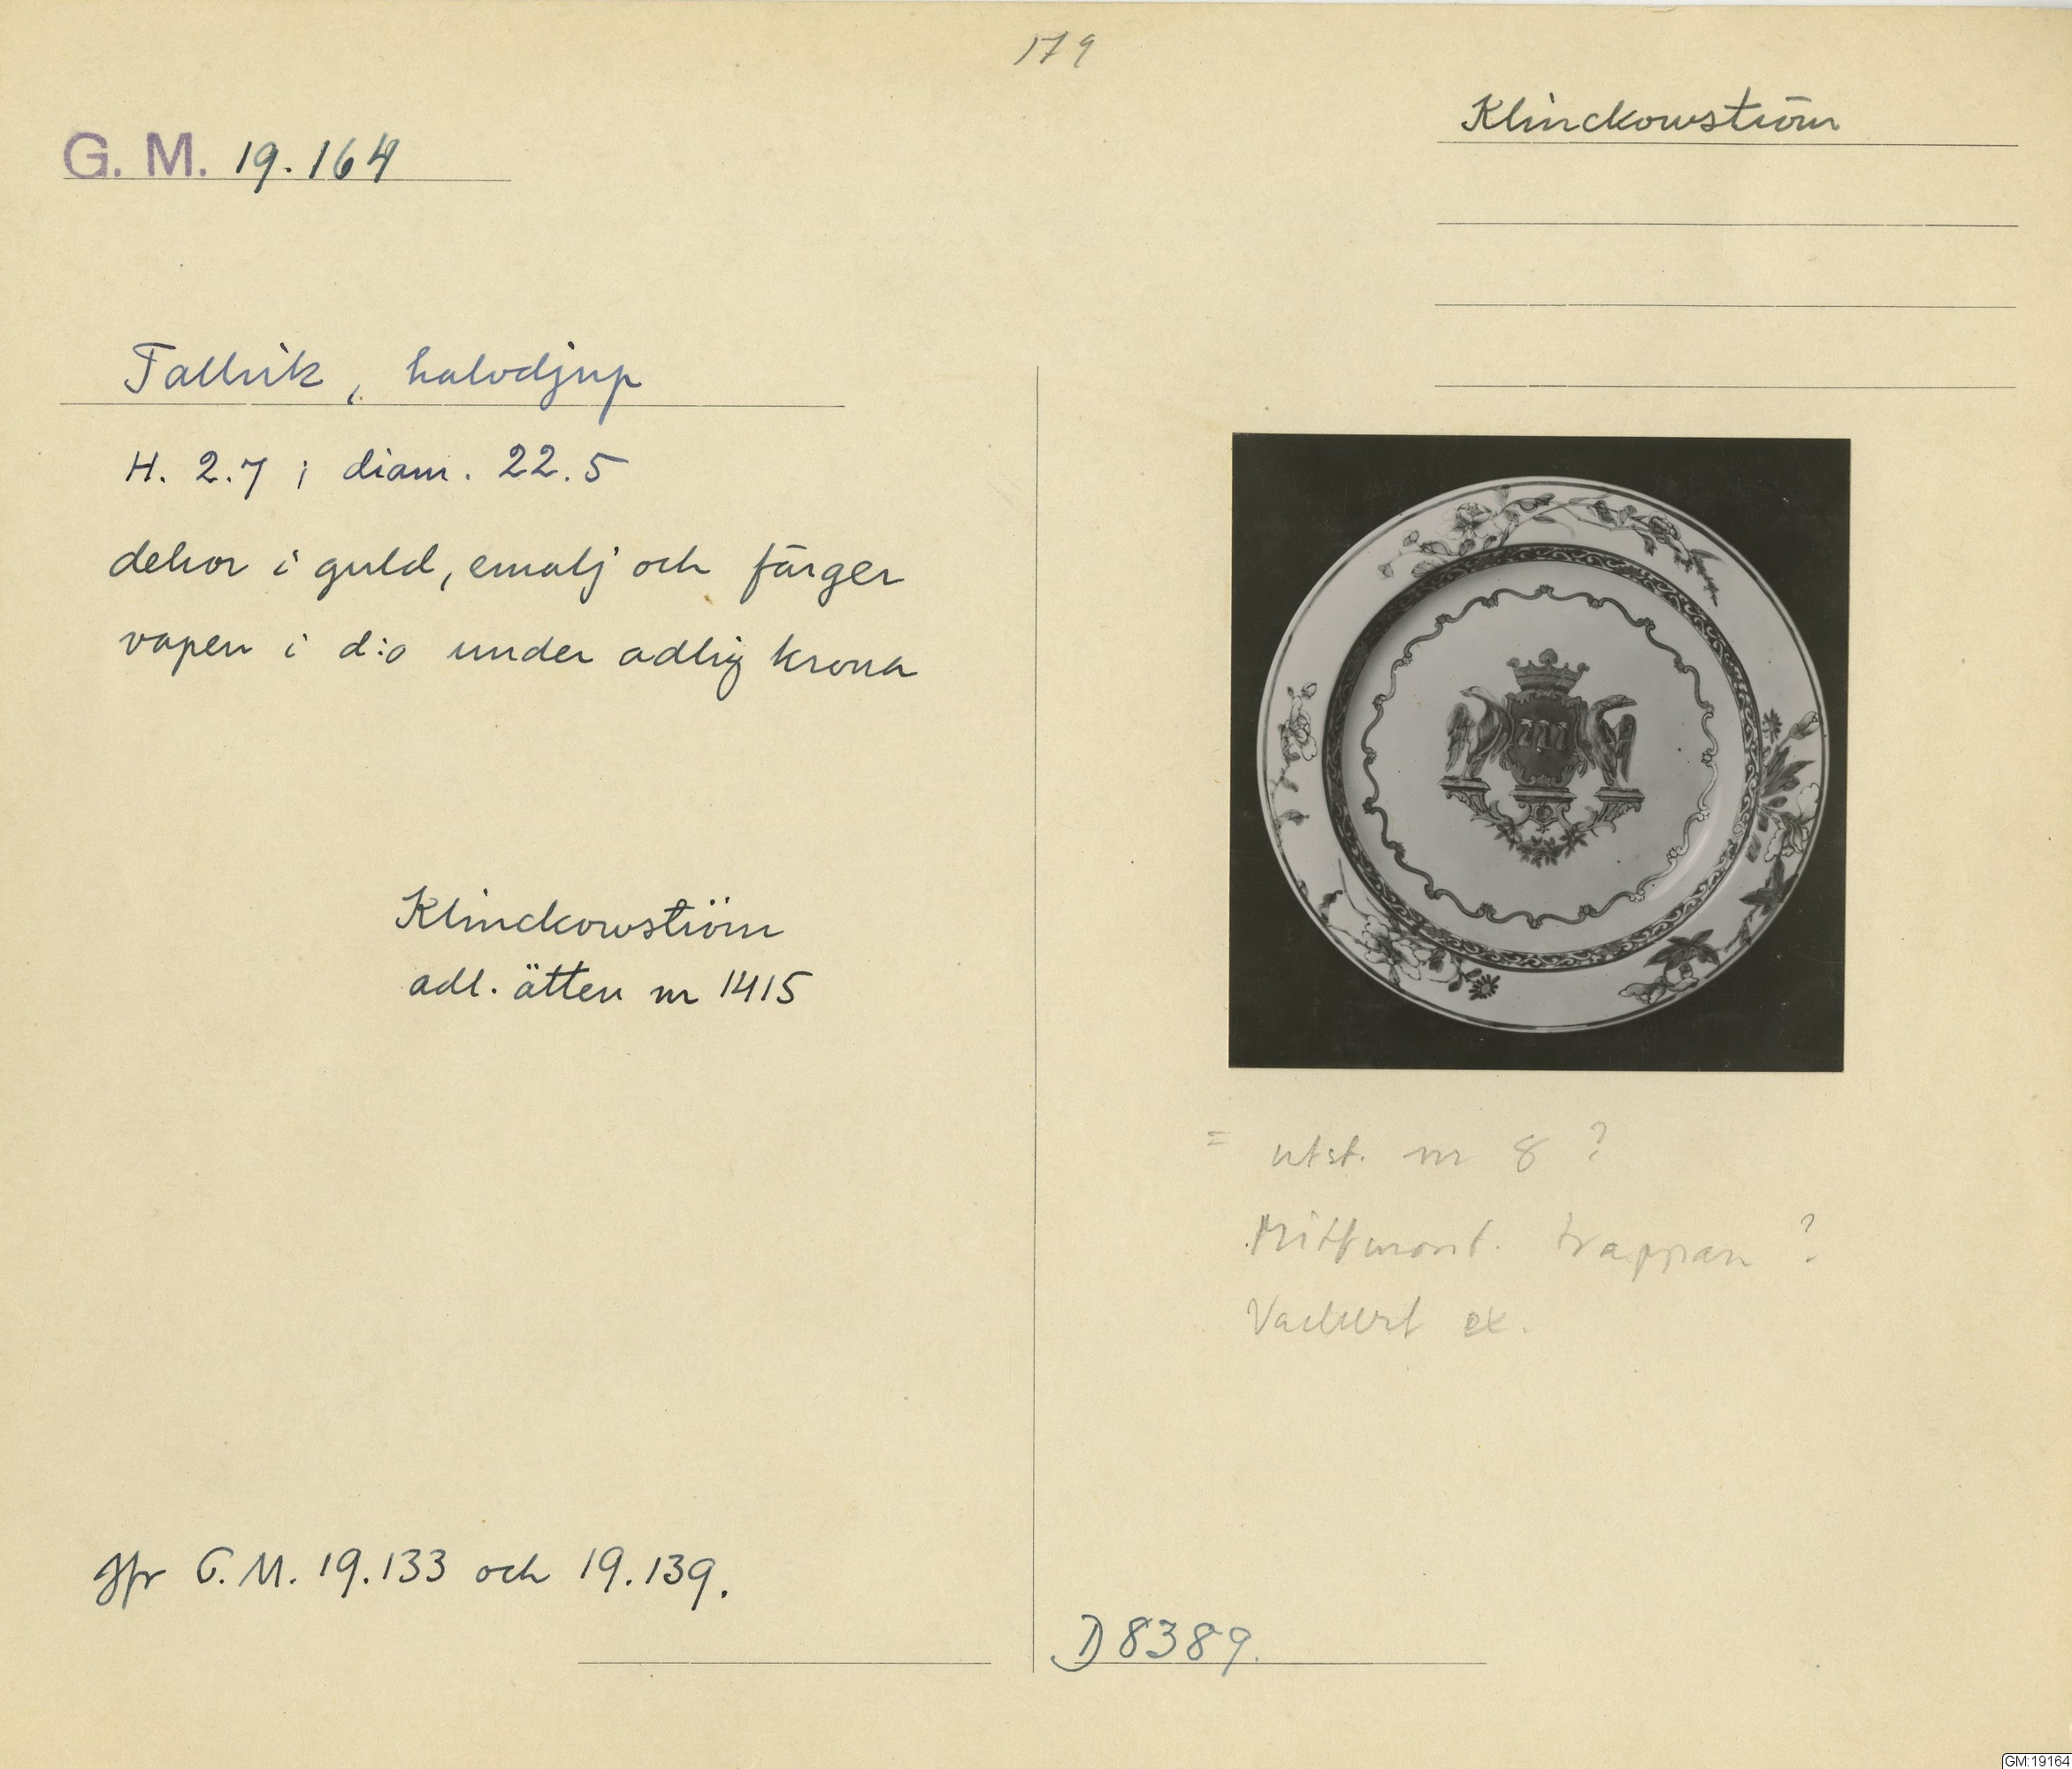 179
Klinckowström
G. M. 19.164
Tallrik, halvdjup
H. 2.7; diam. 22.5
dekor i guld, emalj och färger
vapen i d:o under adlig krona
Klinckowström
adl. ätten nr 1415
= utst. nr 8 ?
trappan ?
Vackert ex.
Jfr G.M. 19.133 och 19.139.
D 8389.
GM:19164